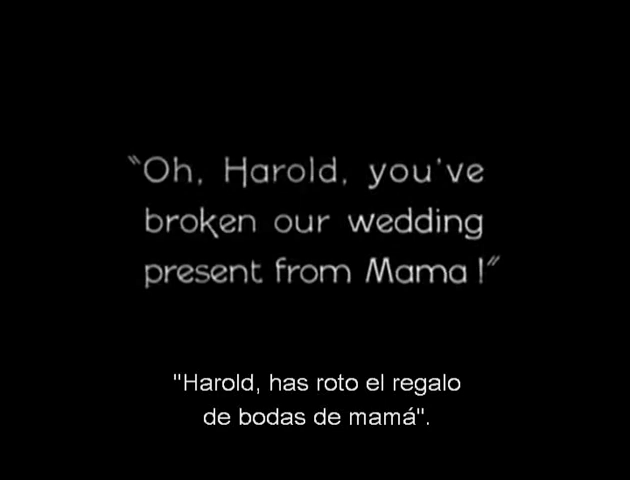 “Oh, Harold, you've
broken our wedding
present from Mama!”
"Harold, has roto el regalo
de bodas de mamá".